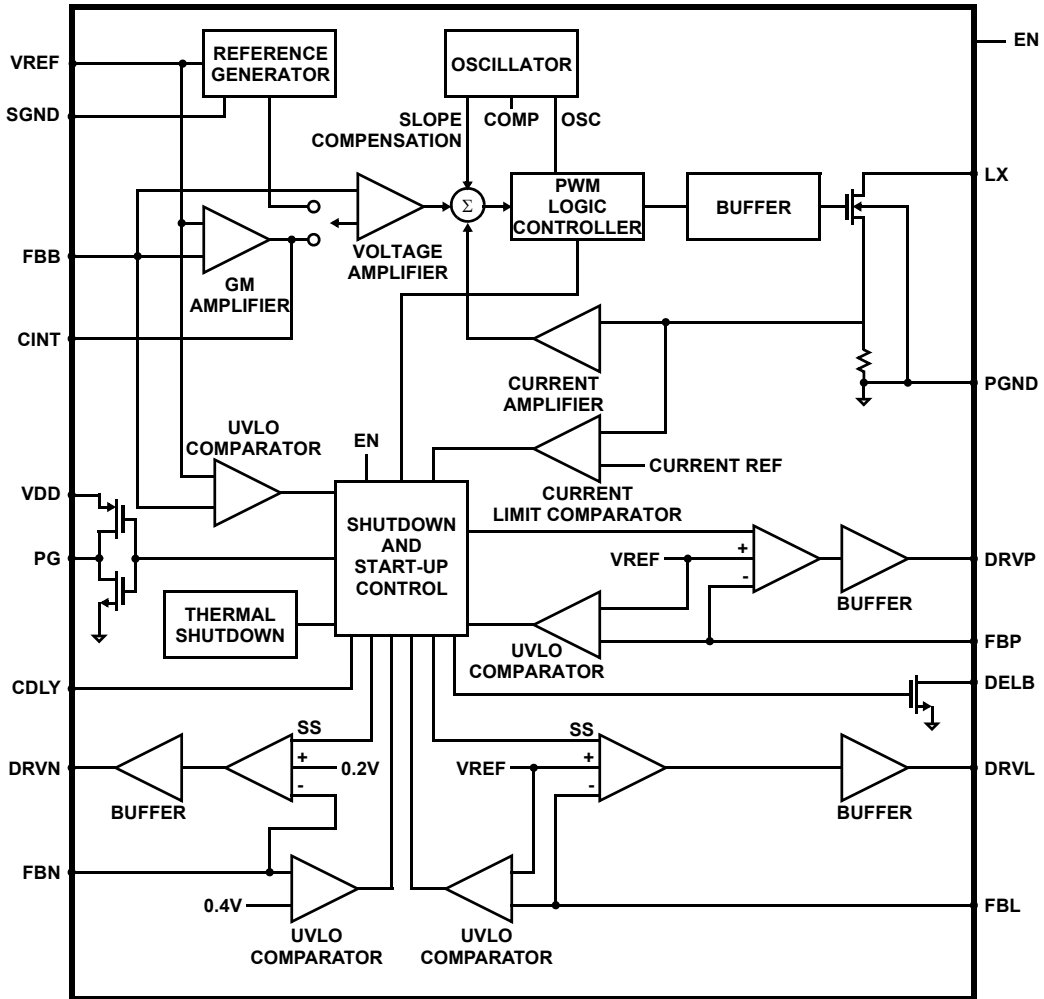 VREF
SGND
REFERENCE
GENERATOR
OSCILLATOR
EN
SLOPE
COMPENSATION
COMP
OSC
LX
PWM
LOGIC
CONTROLLER
BUFFER
Σ
VOLTAGE
AMPLIFIER
FBB
GM
AMPLIFIER
CINT
CURRENT
AMPLIFIER
PGND
UVLO
COMPARATOR
EN
CURRENT REF
CURRENT
LIMIT COMPARATOR
VDD
PG
SHUTDOWN
AND
START-UP
CONTROL
VREF
+
-
BUFFER
DRVP
THERMAL
SHUTDOWN
UVLO
COMPARATOR
FBP
CDLY
DELB
SS
+
0.2V
-
DRVN
BUFFER
SS
VREF
+
-
BUFFER
DRVL
FBN
0.4V
UVLO
COMPARATOR
UVLO
COMPARATOR
FBL